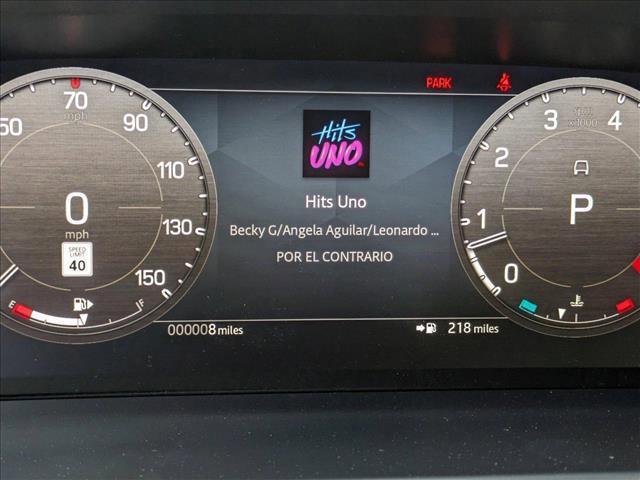 PARK
70
mph
50
90
110
130
150
0
mph
SPEED
LIMIT
40
E
F
Hits
UNO
Hits Uno
Becky G/Angela Aguilar/Leonardo ...
POR EL CONTRARIO
000008 miles
218 miles
3
4
x1000
2
1
0
P